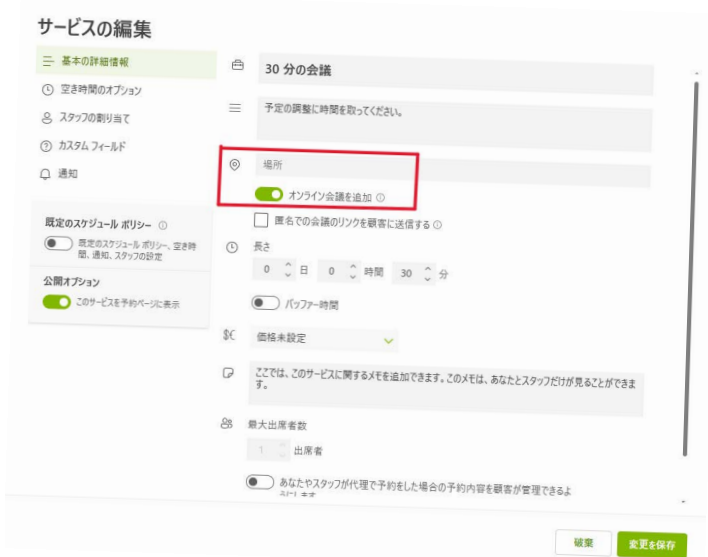 サービスの編集
基本の詳細情報
空き時間のオプション
スタッフの割り当て
カスタム フィールド
通知
既定のスケジュール ポリシー
既定のスケジュール ポリシー、空き時
間、通知、スタッフの設定
公開オプション
このサービスを予約ページに表示
30 分の会議
予定の調整に時間を取ってください。
場所
オンライン会議を追加
匿名での会議のリンクを顧客に送信する
長さ
0 日 0 時間 30 分
バッファー時間
$€ 価格未設定
ここでは、このサービスに関するメモを追加できます。このメモは、あなたとスタッフだけが見ることができま
す。
最大出席者数
1 出席者
あなたやスタッフが代理で予約をした場合の予約内容を顧客が管理できるよ
破棄
変更を保存